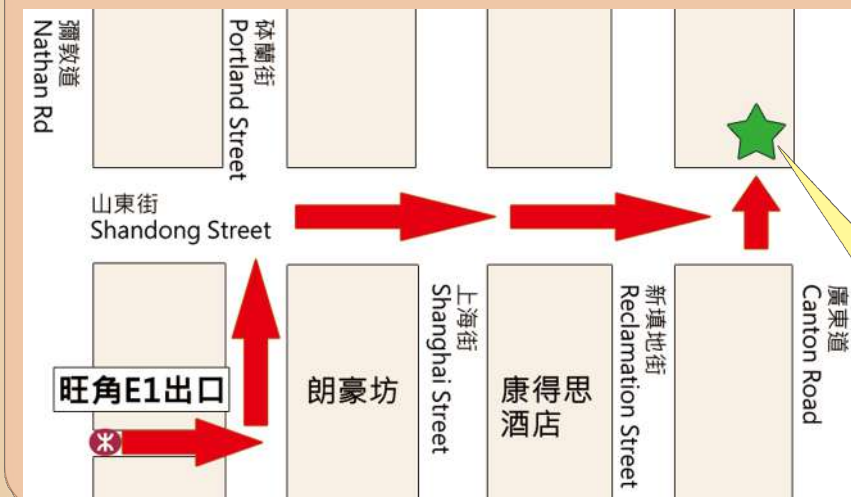 彌敦道
Nathan Rd
砵蘭街
Portland Street
山東街
Shandong Street
旺角E1出口
朗豪坊
上海街
Shanghai Street
康得思
酒店
新填地街
Reclamation Street
廣東道
Canton Road